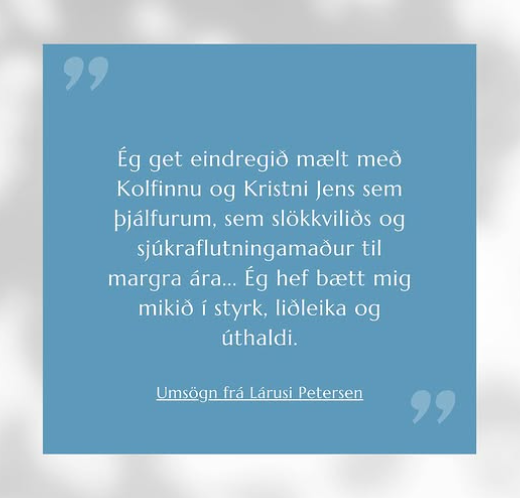 Ég get eindregið mælt með
Kolfinnu og Kristni Jens sem
þjálfurum, sem slökkviliðs og
sjúkraflutningamaður til
margra ára... Ég hef bætt mig
mikið í styrk, liðleika og
úthaldi.
Umsögn frá Lárusi Petersen